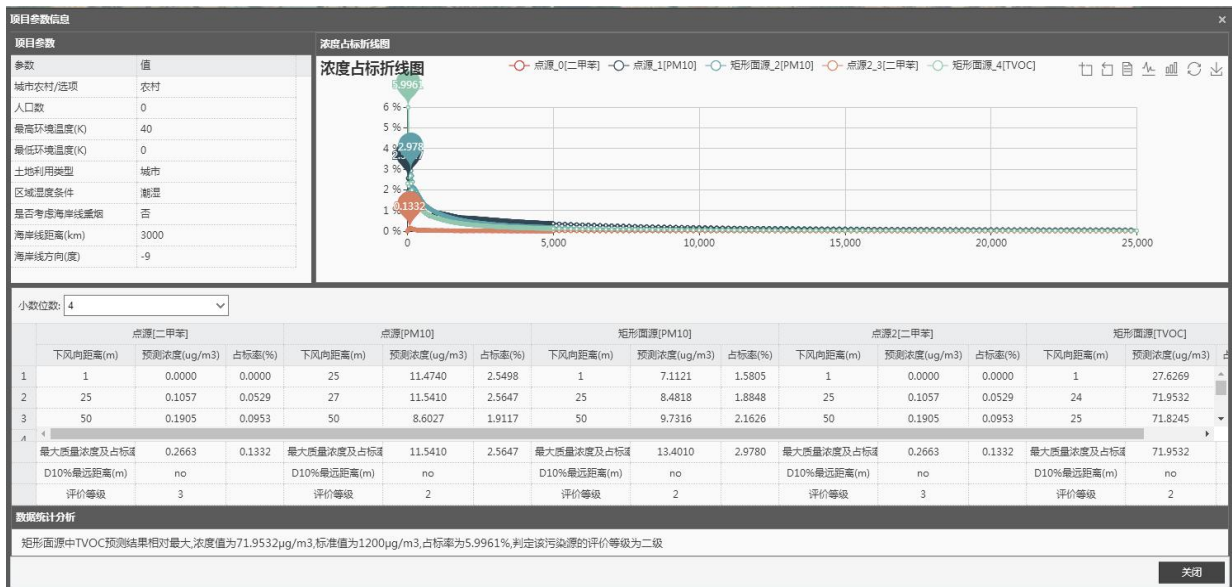 项目参数信息
×
项目参数
参数 值
城市农村/选项 农村
人口数 0
最高环境温度(K) 40
最低环境温度(K) 0
土地利用类型 城市
区域湿度条件 潮湿
是否考虑海岸线熏烟 否
海岸线距离(km) 3000
海岸线方向(度) -9
浓度占标折线图
浓度占标折线图
点源_0[二甲苯] 点源_1[PM10] 矩形面源_2[PM10] 点源2_3[二甲苯] 矩形面源_4[TVOC]
5.9961
6 %
5 %
4 %
2.978
3 %
2 %
1 %
0.1332
0 %
0 5,000 10,000 15,000 20,000 25,000
小数位数: 4
点源[二甲苯] 点源[PM10] 矩形面源[PM10] 点源2[二甲苯] 矩形面源[TVOC]
下风向距离(m) 预测浓度(ug/m3) 占标率(%) 下风向距离(m) 预测浓度(ug/m3) 占标率(%) 下风向距离(m) 预测浓度(ug/m3) 占标率(%) 下风向距离(m) 预测浓度(ug/m3) 占标率(%) 下风向距离(m) 预测浓度(ug/m3)
1 1 0.0000 0.0000 25 11.4740 2.5498 1 7.1121 1.5805 1 0.0000 0.0000 1 27.6269
2 25 0.1057 0.0529 27 11.5410 2.5647 25 8.4818 1.8848 25 0.1057 0.0529 24 71.9532
3 50 0.1905 0.0953 50 8.6027 1.9117 50 9.7316 2.1626 50 0.1905 0.0953 25 71.8245
4
最大质量浓度及占标率 0.2663 0.1332 最大质量浓度及占标率 11.5410 2.5647 最大质量浓度及占标率 13.4010 2.9780 最大质量浓度及占标率 0.2663 0.1332 最大质量浓度及占标率 71.9532
D10%最远距离(m) no D10%最远距离(m) no D10%最远距离(m) no D10%最远距离(m) no D10%最远距离(m) no
评价等级 3 评价等级 2 评价等级 2 评价等级 3 评价等级 2
数据统计分析
矩形面源中TVOC预测结果相对最大,浓度值为71.9532μg/m3,标准值为1200μg/m3,占标率为5.9961%,判定该污染源的评价等级为二级
关闭